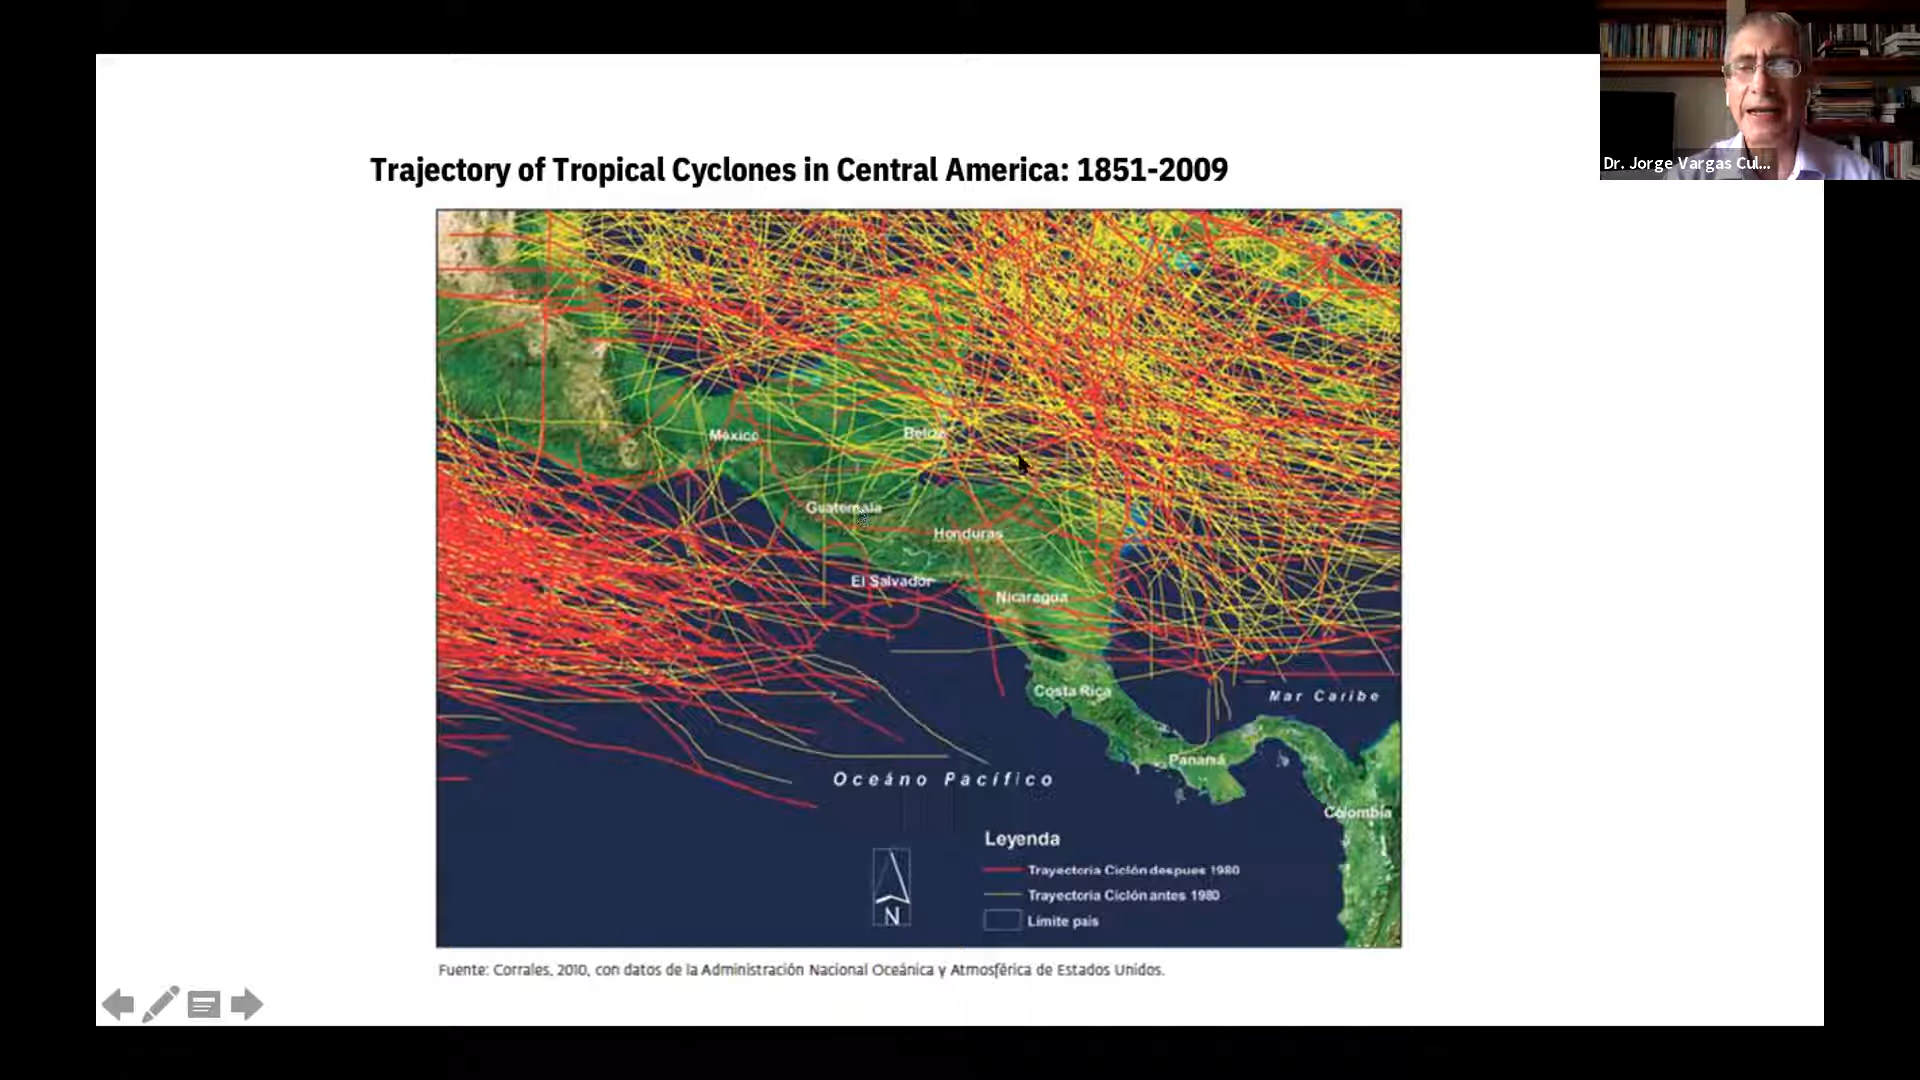 Dr. Jorge Vargas Cul...
Trajectory of Tropical Cyclones in Central America: 1851-2009
México
Belize
Guatemala
Honduras
El Salvador
Nicaragua
Costa Rica
Mar Caribe
Panamá
Oceáno Pacífico
Colombia
Leyenda
Trayectoria Ciclón despues 1980
Trayectoria Ciclón antes 1980
Límite país
N
Fuente: Corrales, 2010, con datos de la Administración Nacional Oceánica y Atmosférica de Estados Unidos.